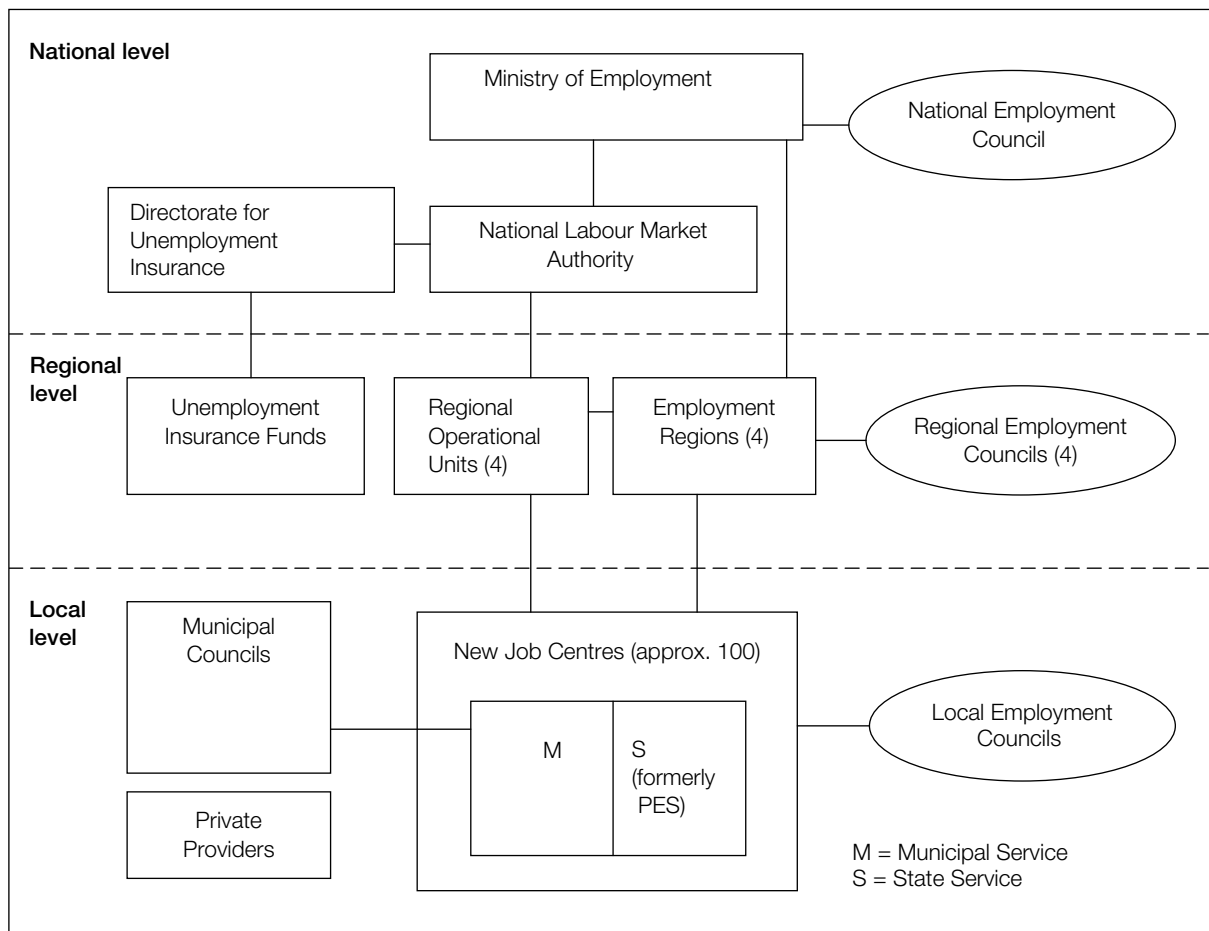 National level
Ministry of Employment
National Employment
Council
Directorate for
Unemployment
Insurance
National Labour Market
Authority
Regional
level
Unemployment
Insurance Funds
Regional
Operational
Units (4)
Employment
Regions (4)
Regional Employment
Councils (4)
Local
level
Municipal
Councils
New Job Centres (approx. 100)
M
S
(formerly
PES)
Local Employment
Councils
Private
Providers
M = Municipal Service
S = State Service